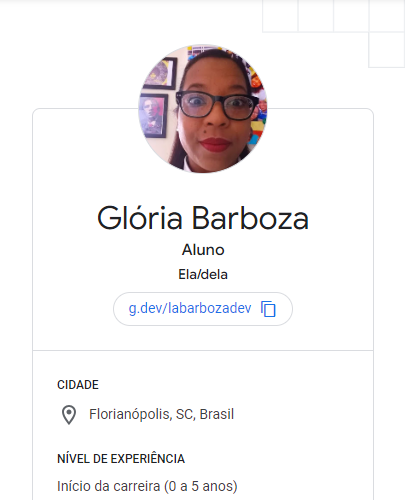 Glória Barboza
Aluno
Ela/dela
g.dev/labarbozadev
CIDADE
Florianópolis, SC, Brasil
NÍVEL DE EXPERIÊNCIA
Início da carreira (0 a 5 anos)